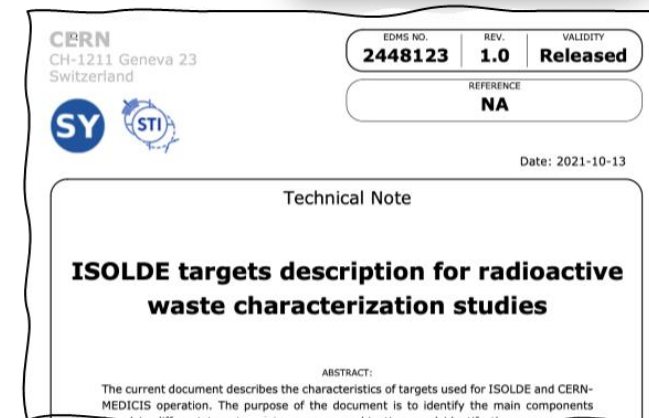 CERN
CH-1211 Geneva 23
Switzerland
EDMS NO.
REV.
VALIDITY
2448123
1.0
Released
REFERENCE
NA
SY
STI
Date: 2021-10-13
Technical Note
ISOLDE targets description for radioactive
waste characterization studies
ABSTRACT:
The current document describes the characteristics of targets used for ISOLDE and CERN-
MEDICIS operation. The purpose of the document is to identify the main components